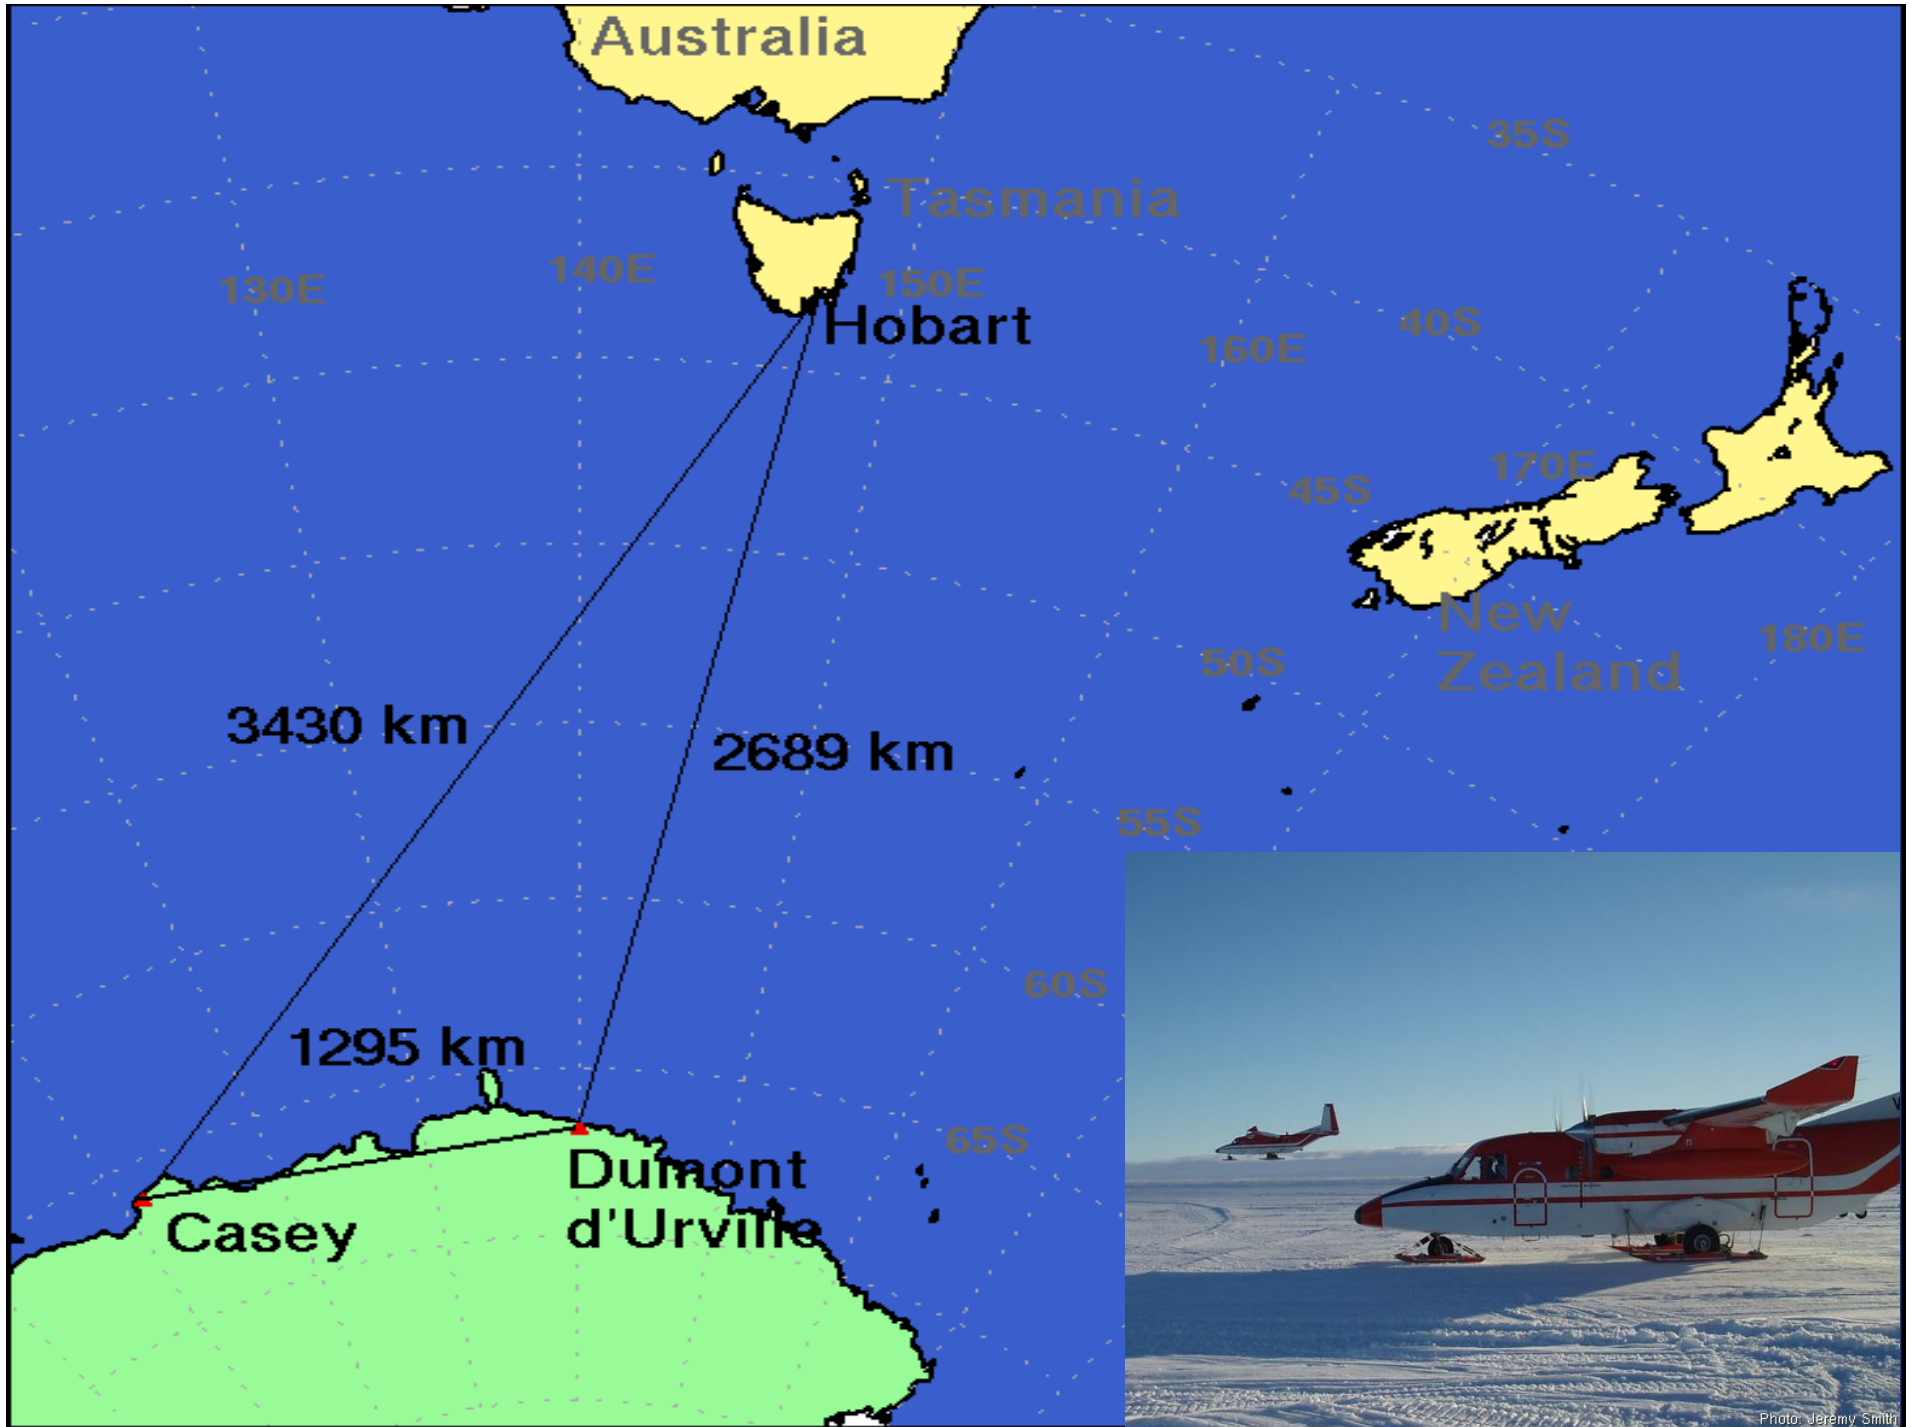 Australia
35S
Tasmania
130E
140E
150E
Hobart
40S
160E
170E
45S
New
Zealand
180E
50S
3430 km
2689 km
55S
60S
1295 km
65S
Dumont
d'Urville
Casey
Photo: Jeremy Smith